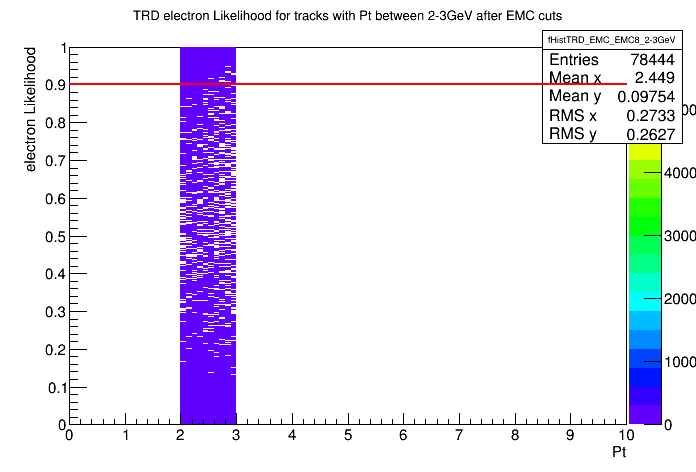 TRD electron Likelihood for tracks with Pt between 2-3GeV after EMC cuts
fHistTRD_EMC_EMC8_2-3GeV
Entries 78444
Mean x 2.449
Mean y 0.09754
RMS x 0.2733
RMS y 0.2627
electron Likelihood
1
0.9
0.8
0.7
0.6
0.5
0.4
0.3
0.2
0.1
0
0 1 2 3 4 5 6 7 8 9 10
Pt
4000
3000
2000
1000
0